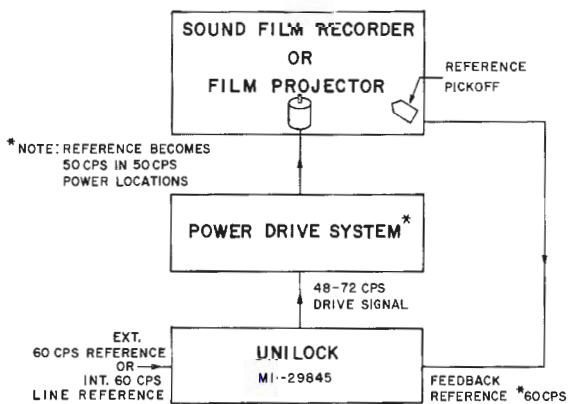 SOUND FILM RECORDER
OR
FILM PROJECTOR
REFERENCE
PICKOFF
*NOTE: REFERENCE BECOMES
50 CPS IN 50 CPS
POWER LOCATIONS
POWER DRIVE SYSTEM*
48-72 CPS
DRIVE SIGNAL
EXT.
60 CPS REFERENCE
OR
INT. 60 CPS
LINE REFERENCE
UNILOCK
MI-29845
FEEDBACK
REFERENCE *60CPS